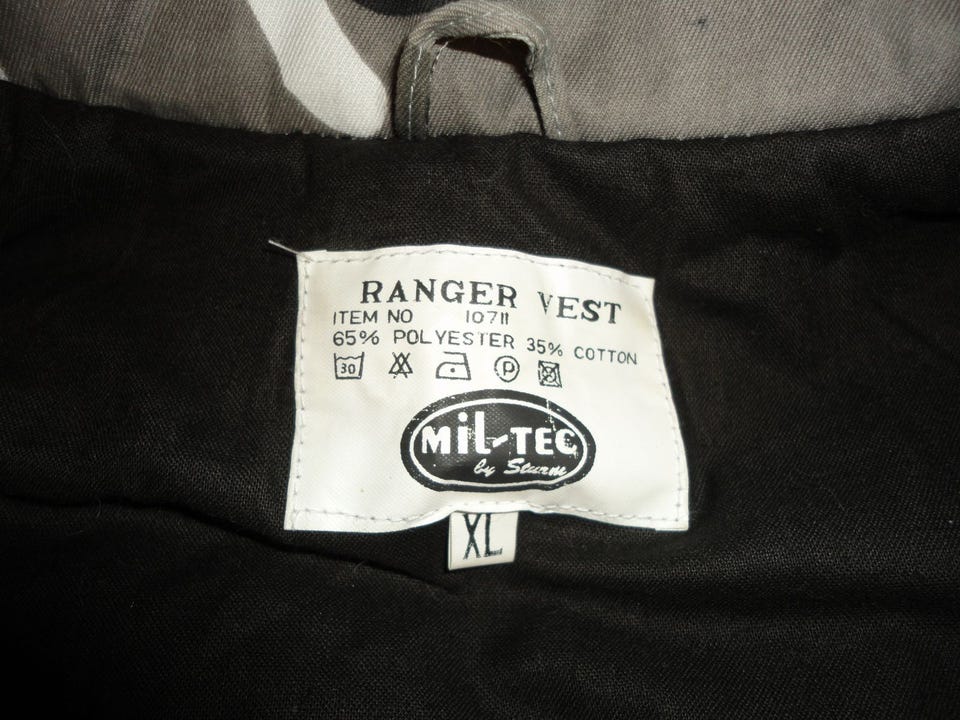 RANGER VEST
ITEM NO 10711
65% POLYESTER 35% COTTON
30 P
MIL-TEC
by Sturm
XL